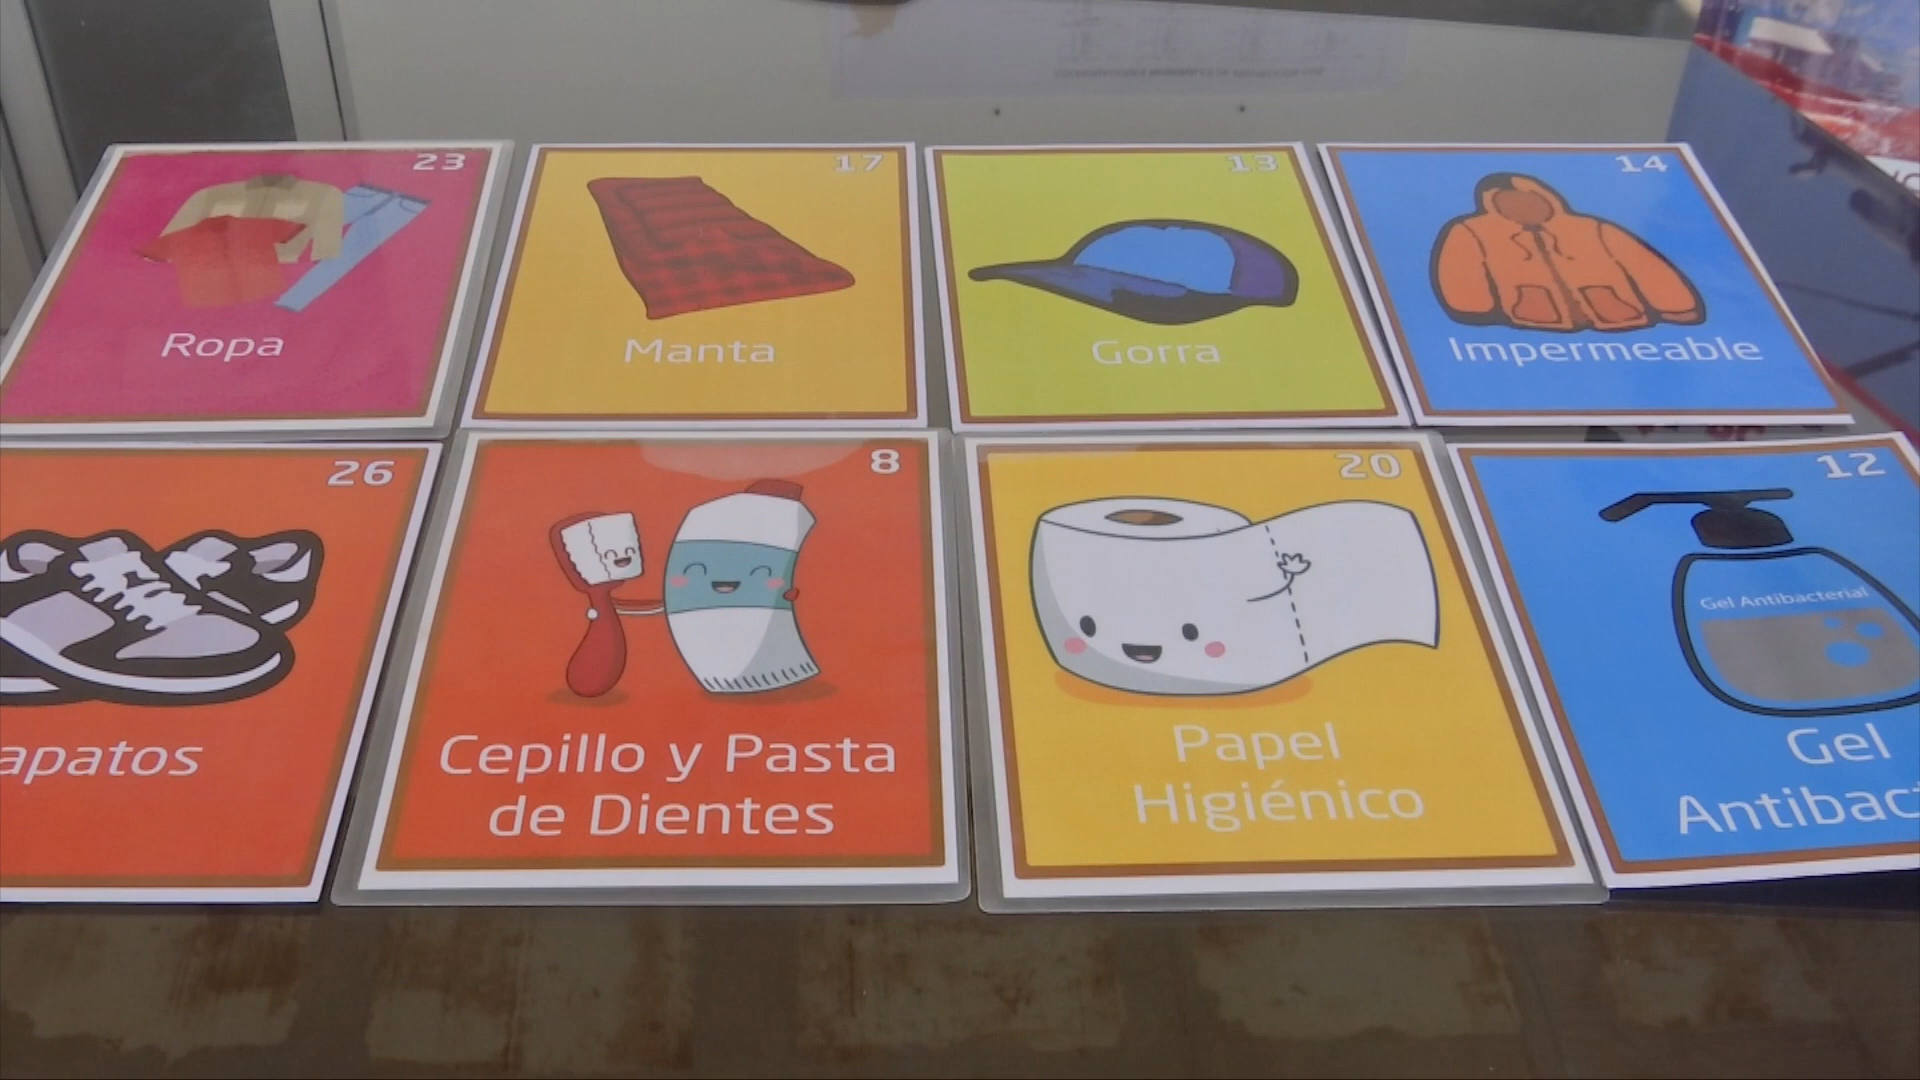 23
Ropa
17
Manta
13
Gorra
14
Impermeable
26
apatos
8
Cepillo y Pasta
de Dientes
20
Papel
Higiénico
12
Gel Antibacterial
Gel
Antibact